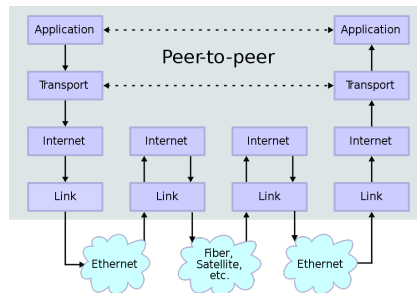 Application
Application
Peer-to-peer
Transport
Transport
Internet
Internet
Internet
Internet
Link
Link
Link
Link
Ethernet
Fiber,
Satellite,
etc.
Ethernet